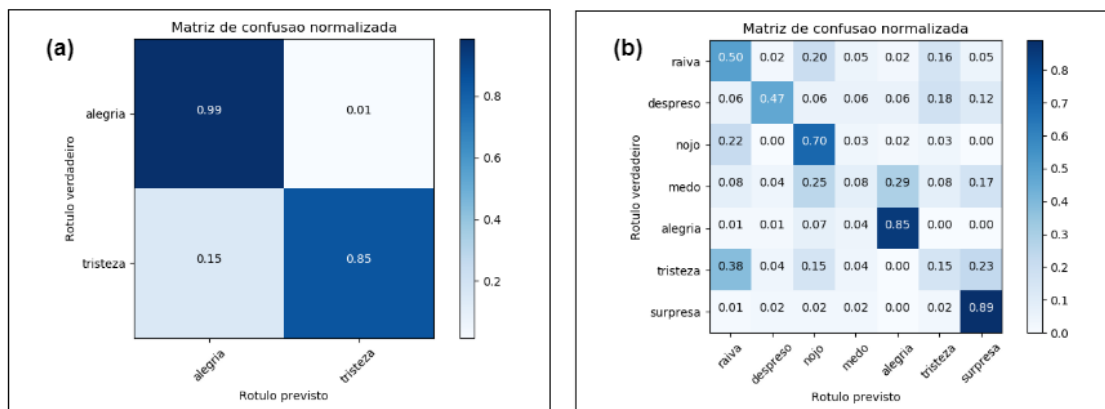 (a)
Matriz de confusao normalizada
Rotulo verdadeiro
alegria
0.99 0.01
tristeza
0.15 0.85
alegria tristeza
Rotulo previsto
0.8
0.6
0.4
0.2
(b)
Matriz de confusao normalizada
Rotulo verdadeiro
raiva 0.50 0.02 0.20 0.05 0.02 0.16 0.05
despreso 0.06 0.47 0.06 0.06 0.06 0.18 0.12
nojo 0.22 0.00 0.70 0.03 0.02 0.03 0.00
medo 0.08 0.04 0.25 0.08 0.29 0.08 0.17
alegria 0.01 0.01 0.07 0.04 0.85 0.00 0.00
tristeza 0.38 0.04 0.15 0.04 0.00 0.15 0.23
surpresa 0.01 0.02 0.02 0.02 0.00 0.02 0.89
raiva despreso nojo medo alegria tristeza surpresa
Rotulo previsto
0.8
0.7
0.6
0.5
0.4
0.3
0.2
0.1
0.0